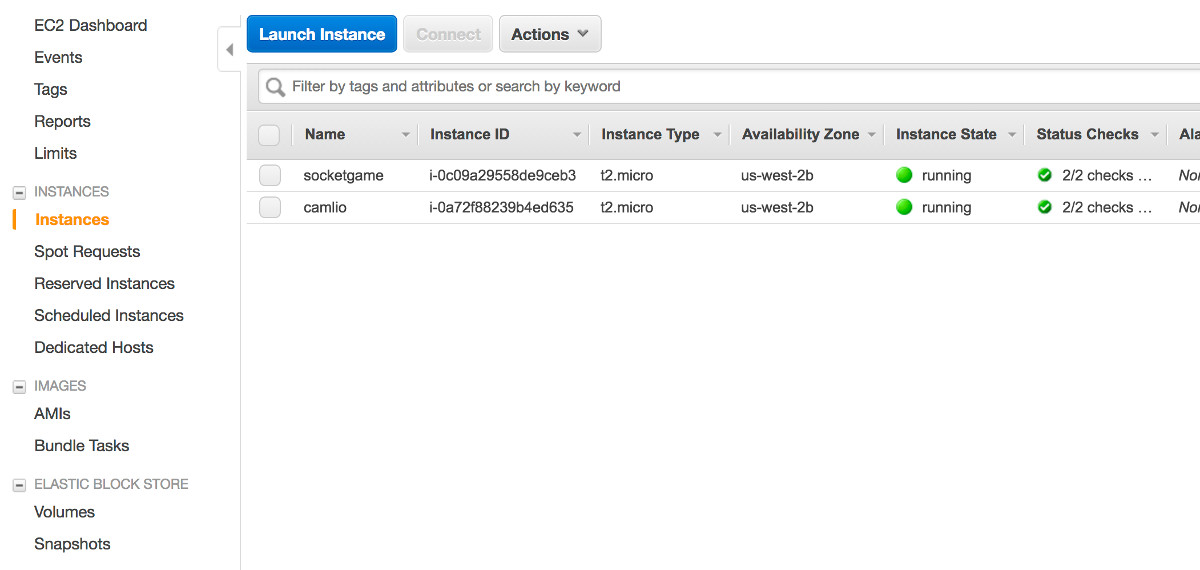 EC2 Dashboard
Events
Tags
Reports
Limits
INSTANCES
Instances
Spot Requests
Reserved Instances
Scheduled Instances
Dedicated Hosts
IMAGES
AMIs
Bundle Tasks
ELASTIC BLOCK STORE
Volumes
Snapshots
Launch Instance Connect Actions
Filter by tags and attributes or search by keyword
Name Instance ID Instance Type Availability Zone Instance State Status Checks Ala
socketgame i-0c09a29558de9ceb3 t2.micro us-west-2b running 2/2 checks ... Non
camlio i-0a72f88239b4ed635 t2.micro us-west-2b running 2/2 checks ... Non